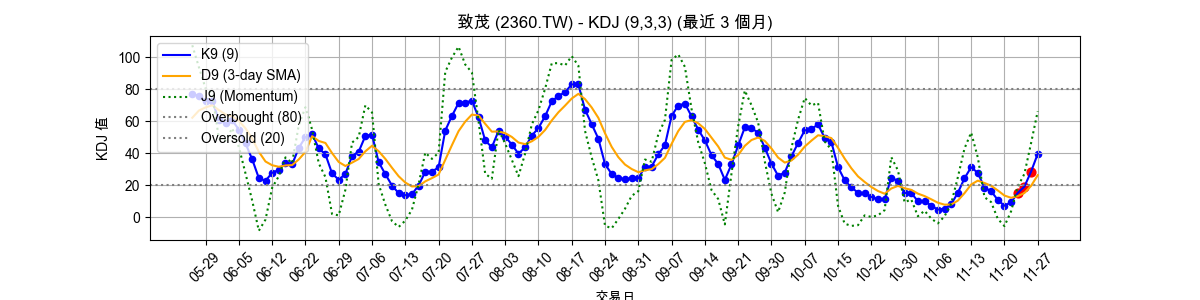 致茂 (2360.TW) - KDJ (9,3,3) (最近 3 個月)
K9 (9)
D9 (3-day SMA)
J9 (Momentum)
Overbought (80)
Oversold (20)
KDJ 值
100
80
60
40
20
0
05-29 06-05 06-12 06-22 06-29 07-06 07-13 07-20 07-27 08-03 08-10 08-17 08-24 08-31 09-07 09-14 09-21 09-30 10-07 10-15 10-22 10-30 11-06 11-13 11-20 11-27
交易日